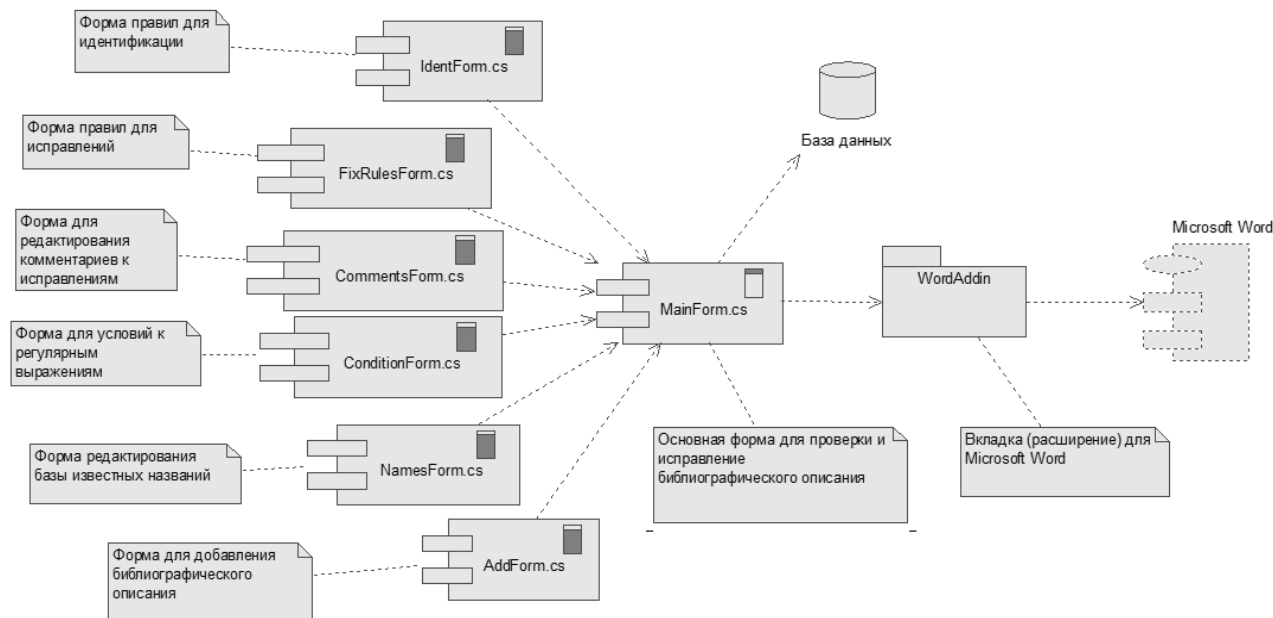 Форма правил для
идентификации
IdentForm.cs
Форма правил для
исправлений
FixRulesForm.cs
База данных
Форма для
редактирования
комментариев к
исправлениям
CommentsForm.cs
MainForm.cs
WordAddin
Microsoft Word
Форма для условий к
регулярным
выражениям
ConditionForm.cs
Форма редактирования
базы известных названий
NamesForm.cs
Основная форма для проверки и
исправление
библиографического описания
Вкладка (расширение) для
Microsoft Word
Форма для добавления
библиографического
описания
AddForm.cs